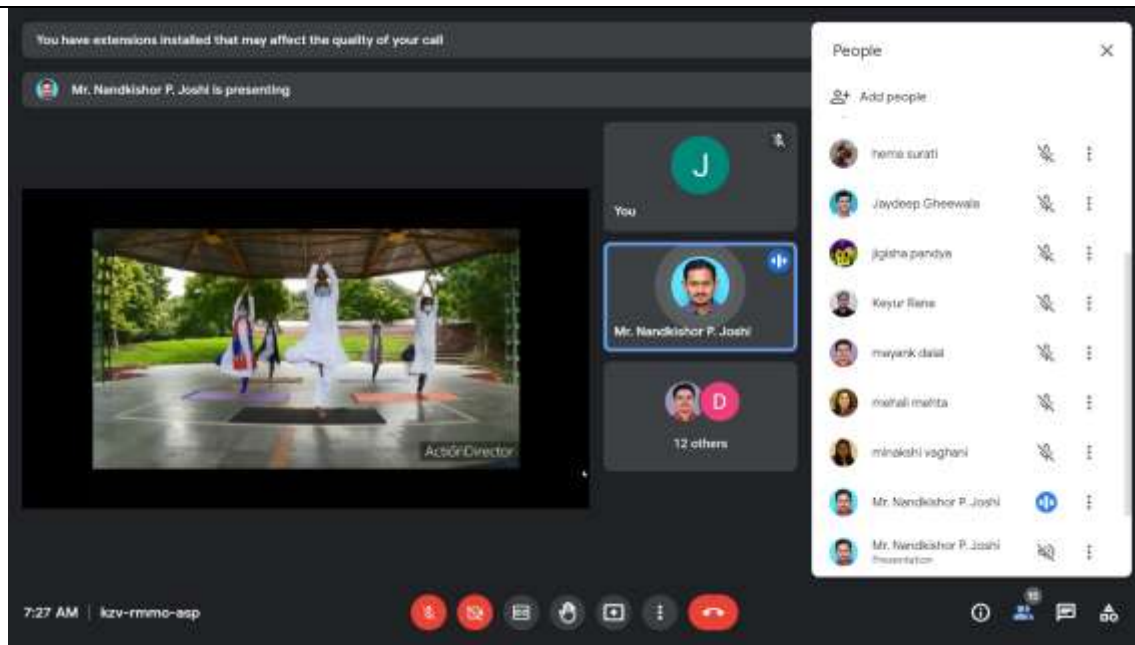 You have extensions installed that may affect the quality of your call
Mr. Nandkishor P. Joshi is presenting
J
You
Mr. Nandkishor P. Joshi
D
12 others
ActionDirector
People
Add people
hema surati
Jaydeep Gheewala
jigisha pandya
Keyur Rana
mayank dalal
mehali mehta
minakshi vaghani
Mr. Nandkishor P. Joshi
Mr. Nandkishor P. Joshi
Presentation
7:27 AM | kzv-rmmo-asp